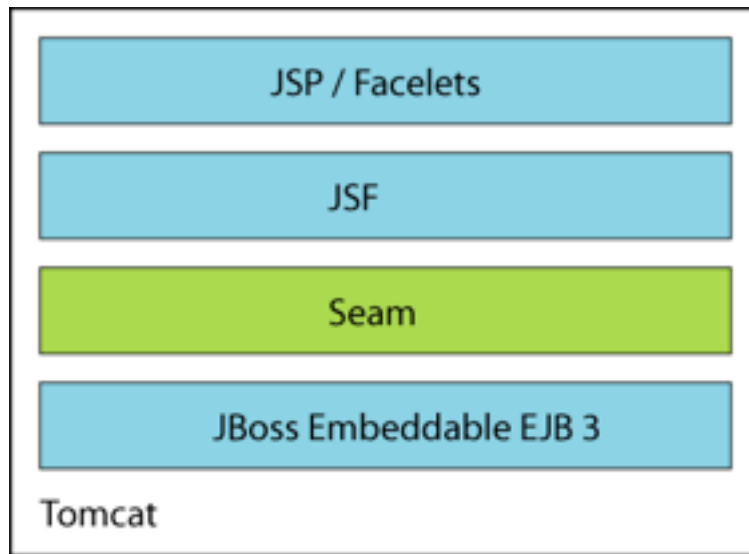 JSP / Facelets
JSF
Seam
JBoss Embeddable EJB 3
Tomcat